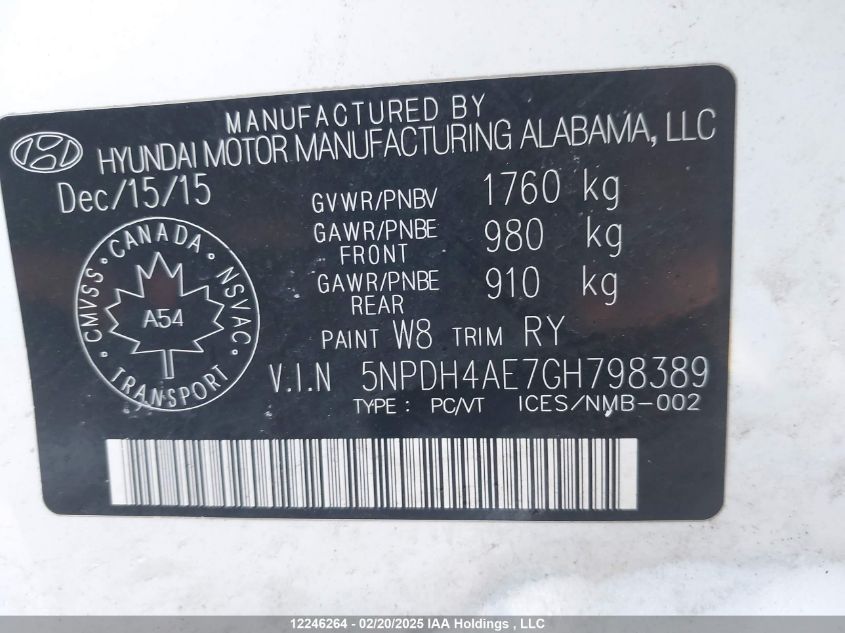 MANUFACTURED BY
HYUNDAI MOTOR MANUFACTURING ALABAMA, LLC
Dec/15/15
GVWR/PNBV 1760 kg
GAWR/PNBE FRONT 980 kg
GAWR/PNBE REAR 910 kg
CANADA · NSVAC · TRANSPORT · CMVSS
A54
PAINT W8 TRIM RY
V.I.N 5NPDH4AE7GH798389
TYPE : PC/VT ICES/NMB-002
12246264 - 02/20/2025 IAA Holdings , LLC